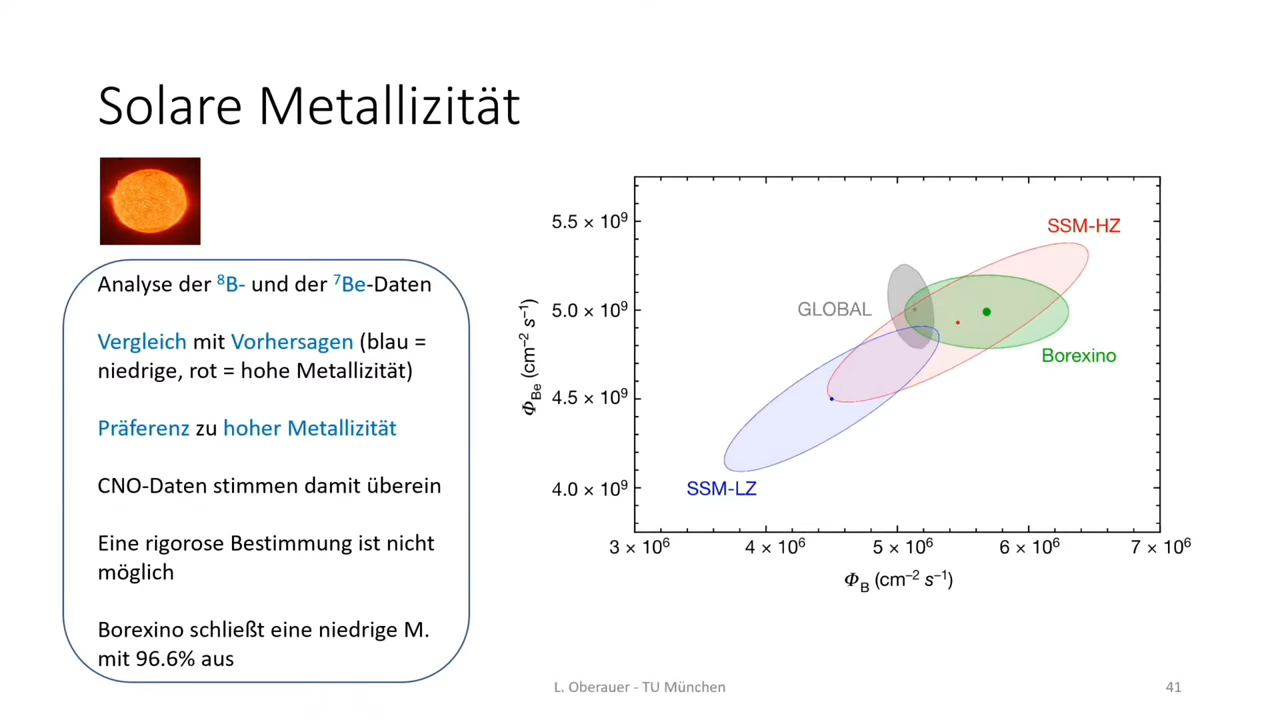 Solare Metallizität
Analyse der ⁸B- und der ⁷Be-Daten
Vergleich mit Vorhersagen (blau =
niedrige, rot = hohe Metallizität)
Präferenz zu hoher Metallizität
CNO-Daten stimmen damit überein
Eine rigorose Bestimmung ist nicht
möglich
Borexino schließt eine niedrige M.
mit 96.6% aus
SSM-HZ
5.5 × 10⁹
GLOBAL
5.0 × 10⁹
Borexino
Φ_Be (cm⁻² s⁻¹)
4.5 × 10⁹
SSM-LZ
4.0 × 10⁹
3 × 10⁶ 4 × 10⁶ 5 × 10⁶ 6 × 10⁶ 7 × 10⁶
Φ_B (cm⁻² s⁻¹)
L. Oberauer - TU München 41